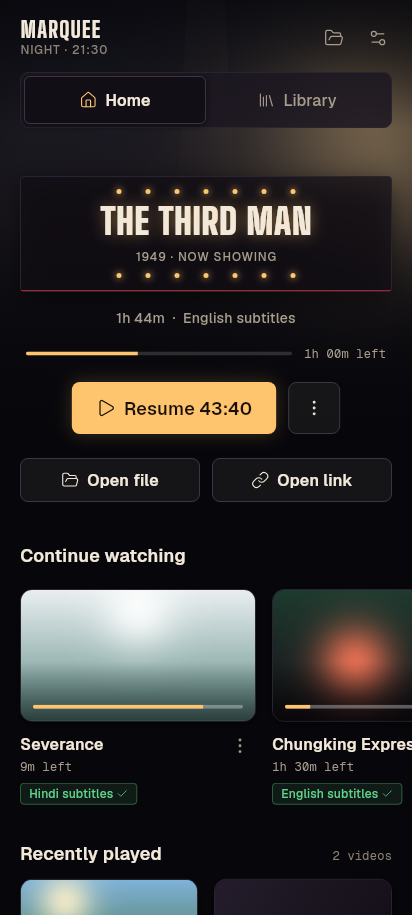 MARQUEE
NIGHT · 21:30
Home
Library
THE THIRD MAN
1949 · NOW SHOWING
1h 44m · English subtitles
1h 00m left
Resume 43:40
Open file
Open link
Continue watching
Severance
9m left
Hindi subtitles ✓
Chungking Expres
1h 30m left
English subtitles ✓
Recently played
2 videos